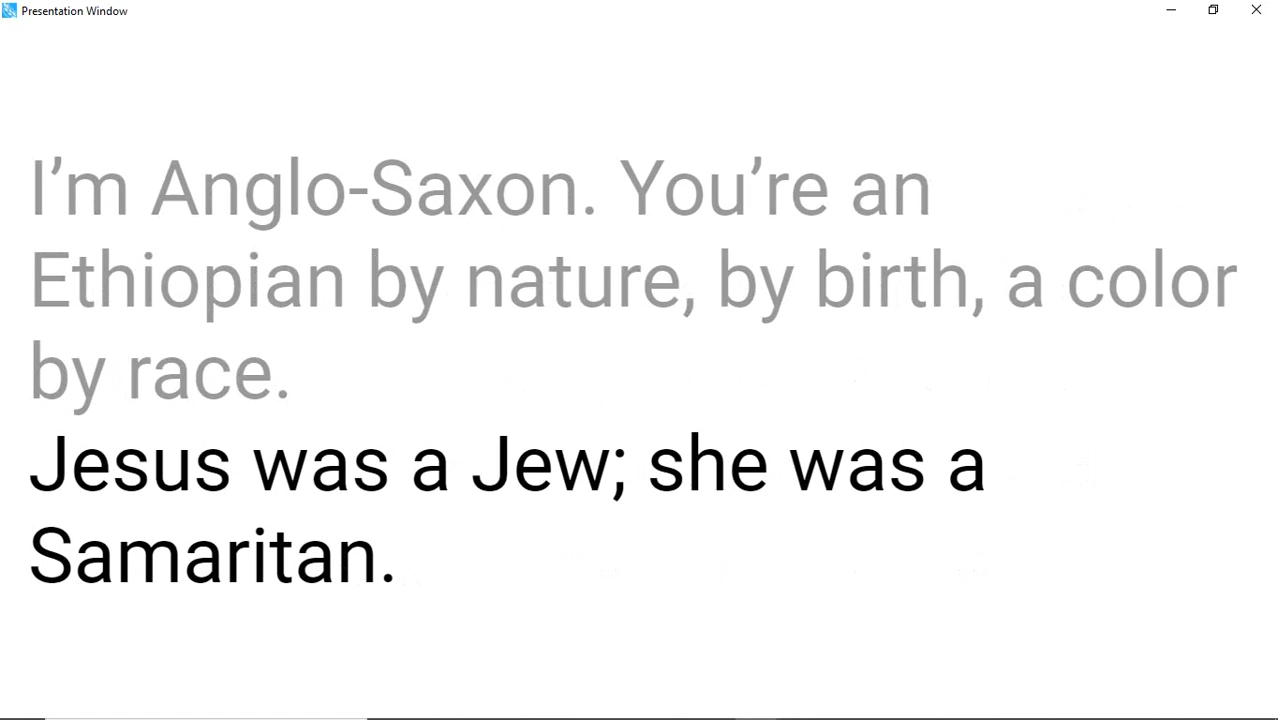 Presentation Window
I’m Anglo-Saxon. You’re an
Ethiopian by nature, by birth, a color
by race.
Jesus was a Jew; she was a
Samaritan.